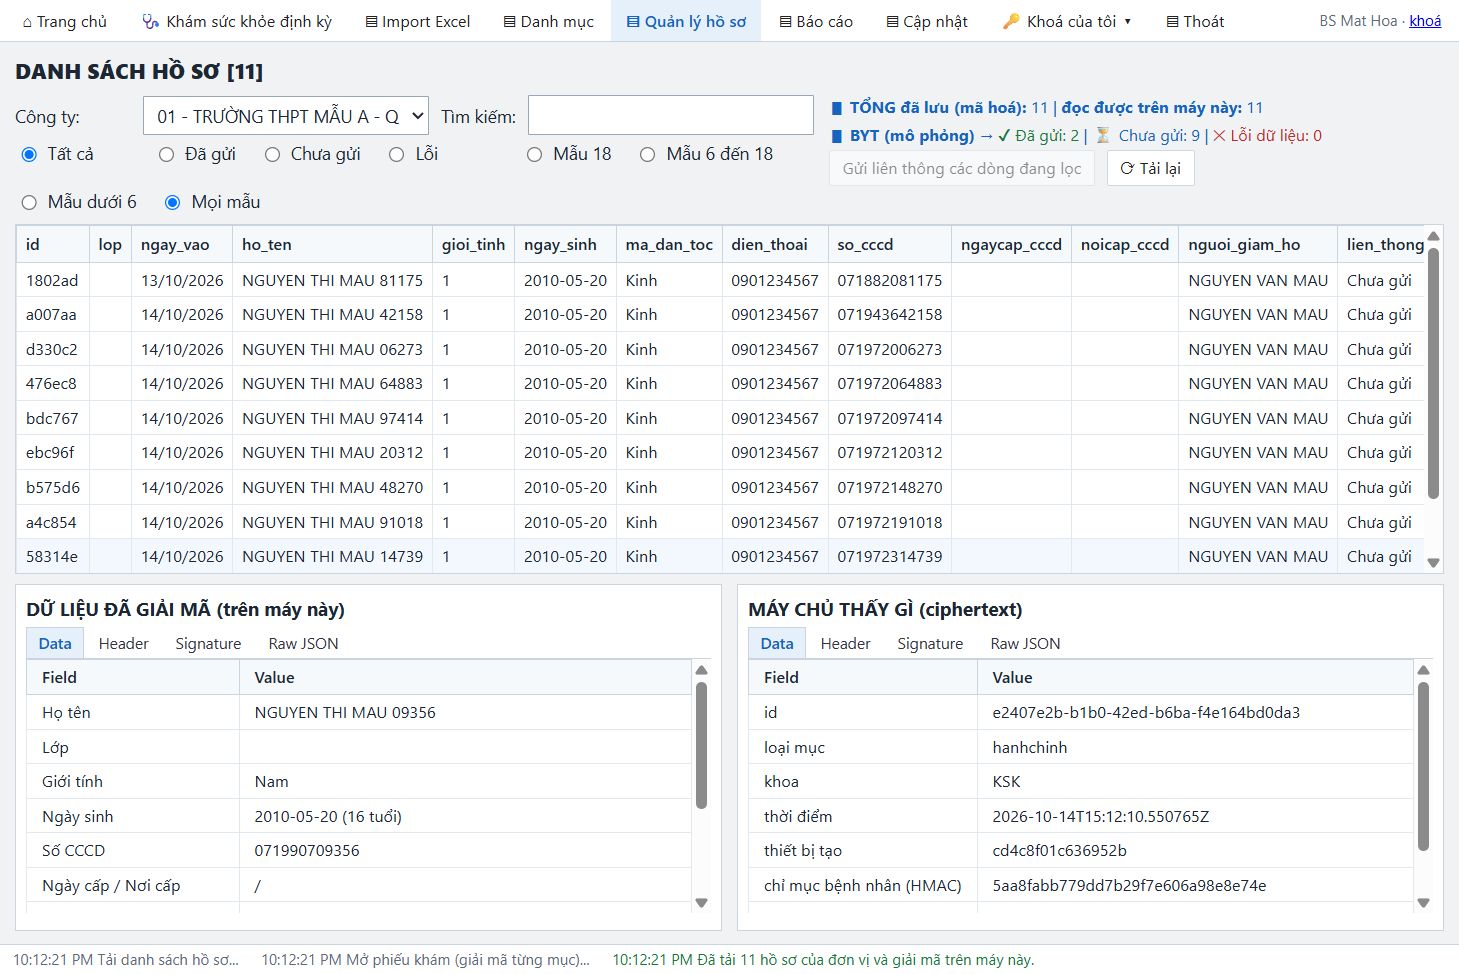 Trang chủ Khám sức khỏe định kỳ Import Excel Danh mục Quản lý hồ sơ Báo cáo Cập nhật Khoá của tôi ▾ Thoát BS Mat Hoa · khoá
DANH SÁCH HỒ SƠ [11]
Công ty: 01 - TRƯỜNG THPT MẪU A - Q Tìm kiếm:
Tất cả Đã gửi Chưa gửi Lỗi Mẫu 18 Mẫu 6 đến 18
Mẫu dưới 6 Mọi mẫu
TỔNG đã lưu (mã hoá): 11 | đọc được trên máy này: 11
BYT (mô phỏng) → ✓ Đã gửi: 2 | ⏳ Chưa gửi: 9 | ✕ Lỗi dữ liệu: 0
Gửi liên thông các dòng đang lọc ⟳ Tải lại
id lop ngay_vao ho_ten gioi_tinh ngay_sinh ma_dan_toc dien_thoai so_cccd ngaycap_cccd noicap_cccd nguoi_giam_ho lien_thong
1802ad 13/10/2026 NGUYEN THI MAU 81175 1 2010-05-20 Kinh 0901234567 071882081175 NGUYEN VAN MAU Chưa gửi
a007aa 14/10/2026 NGUYEN THI MAU 42158 1 2010-05-20 Kinh 0901234567 071943642158 NGUYEN VAN MAU Chưa gửi
d330c2 14/10/2026 NGUYEN THI MAU 06273 1 2010-05-20 Kinh 0901234567 071972006273 NGUYEN VAN MAU Chưa gửi
476ec8 14/10/2026 NGUYEN THI MAU 64883 1 2010-05-20 Kinh 0901234567 071972064883 NGUYEN VAN MAU Chưa gửi
bdc767 14/10/2026 NGUYEN THI MAU 97414 1 2010-05-20 Kinh 0901234567 071972097414 NGUYEN VAN MAU Chưa gửi
ebc96f 14/10/2026 NGUYEN THI MAU 20312 1 2010-05-20 Kinh 0901234567 071972120312 NGUYEN VAN MAU Chưa gửi
b575d6 14/10/2026 NGUYEN THI MAU 48270 1 2010-05-20 Kinh 0901234567 071972148270 NGUYEN VAN MAU Chưa gửi
a4c854 14/10/2026 NGUYEN THI MAU 91018 1 2010-05-20 Kinh 0901234567 071972191018 NGUYEN VAN MAU Chưa gửi
58314e 14/10/2026 NGUYEN THI MAU 14739 1 2010-05-20 Kinh 0901234567 071972314739 NGUYEN VAN MAU Chưa gửi
DỮ LIỆU ĐÃ GIẢI MÃ (trên máy này)
Data Header Signature Raw JSON
Field Value
Họ tên NGUYEN THI MAU 09356
Lớp
Giới tính Nam
Ngày sinh 2010-05-20 (16 tuổi)
Số CCCD 071990709356
Ngày cấp / Nơi cấp /
MÁY CHỦ THẤY GÌ (ciphertext)
Data Header Signature Raw JSON
Field Value
id e2407e2b-b1b0-42ed-b6ba-f4e164bd0da3
loại mục hanhchinh
khoa KSK
thời điểm 2026-10-14T15:12:10.550765Z
thiết bị tạo cd4c8f01c636952b
chỉ mục bệnh nhân (HMAC) 5aa8fabb779dd7b29f7e606a98e8e74e
10:12:21 PM Tải danh sách hồ sơ... 10:12:21 PM Mở phiếu khám (giải mã từng mục)... 10:12:21 PM Đã tải 11 hồ sơ của đơn vị và giải mã trên máy này.